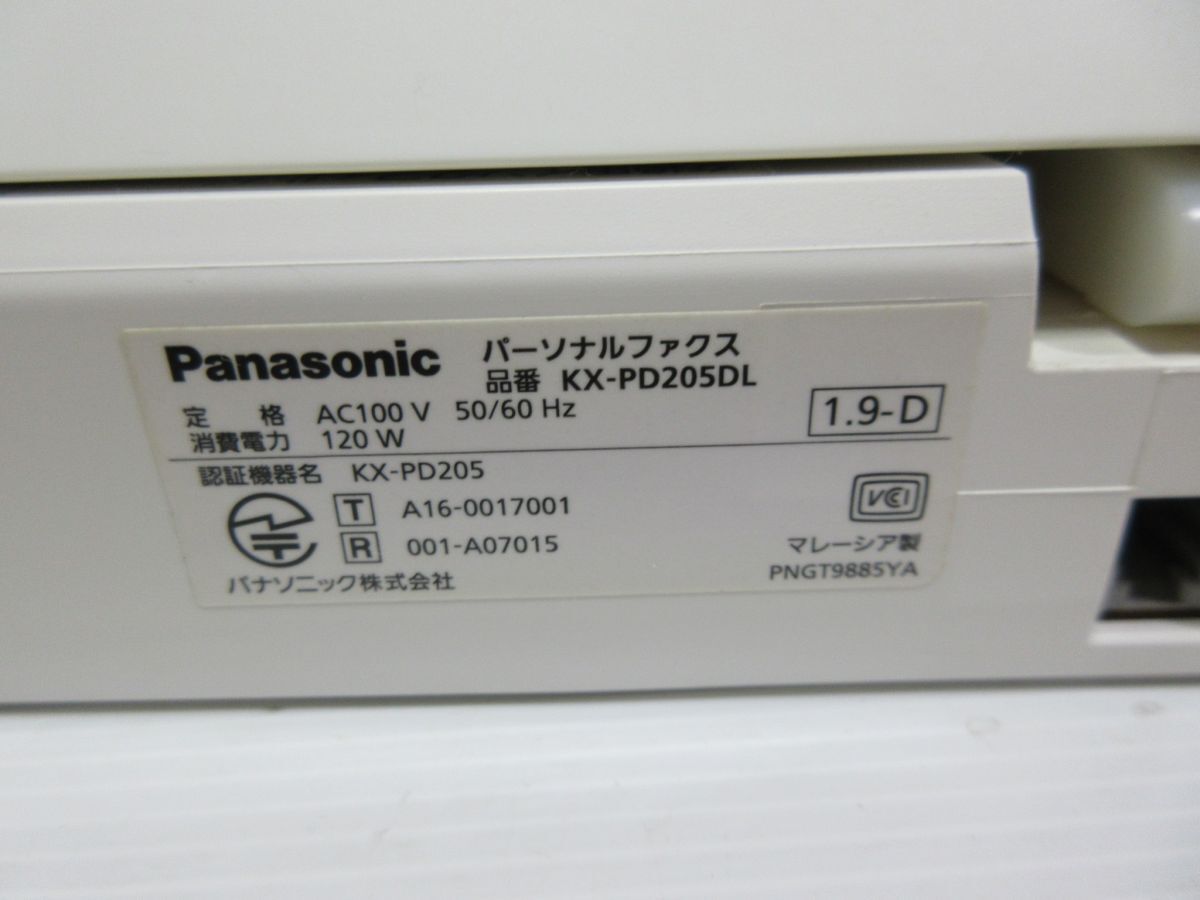 Panasonic パーソナルファクス
品番 KX-PD205DL
定格 AC100 V 50/60 Hz
消費電力 120 W
1.9-D
認証機器名 KX-PD205
T A16-0017001
R 001-A07015
VCCI
パナソニック株式会社
マレーシア製
PNGT9885YA